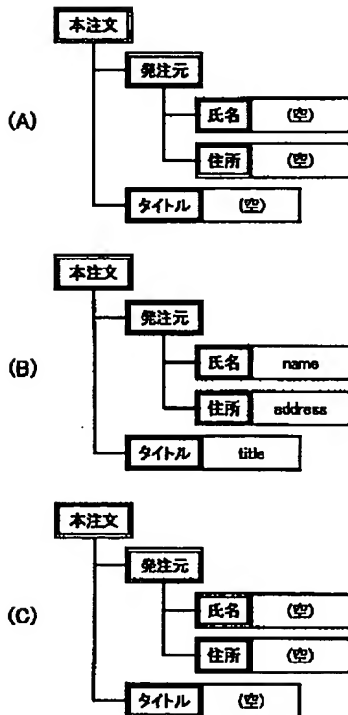 本注文
発注元
(A)
氏名 (空)
住所 (空)
タイトル (空)
本注文
発注元
(B)
氏名 name
住所 address
タイトル title
本注文
発注元
(C)
氏名 (空)
住所 (空)
タイトル (空)